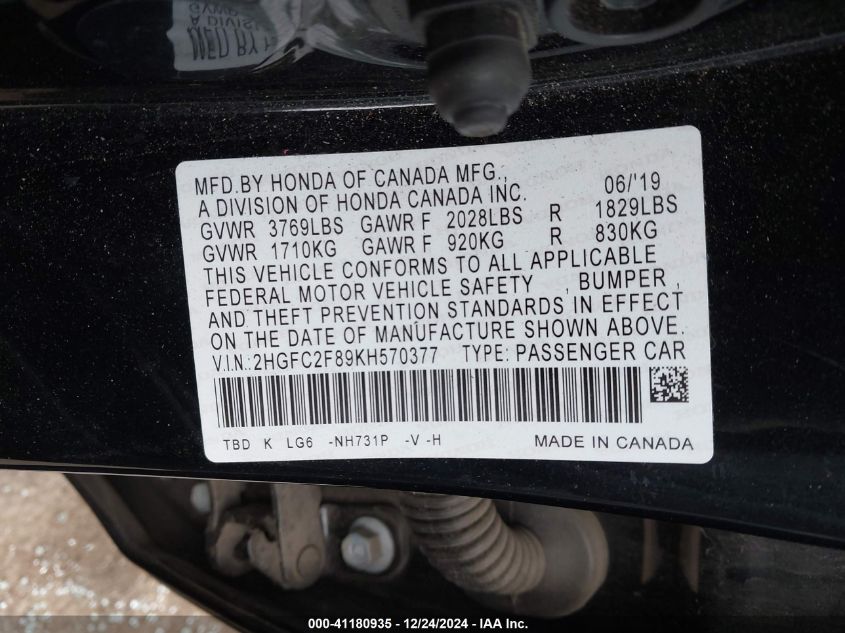 MFD.BY HONDA OF CANADA MFG., 06/'19
A DIVISION OF HONDA CANADA INC.
GVWR 3769LBS GAWR F 2028LBS R 1829LBS
GVWR 1710KG GAWR F 920KG R 830KG
THIS VEHICLE CONFORMS TO ALL APPLICABLE
FEDERAL MOTOR VEHICLE SAFETY , BUMPER ,
AND THEFT PREVENTION STANDARDS IN EFFECT
ON THE DATE OF MANUFACTURE SHOWN ABOVE.
V.I.N.:2HGFC2F89KH570377 TYPE: PASSENGER CAR
TBD K LG6 -NH731P -V -H MADE IN CANADA
000-41180935 - 12/24/2024 - IAA Inc.